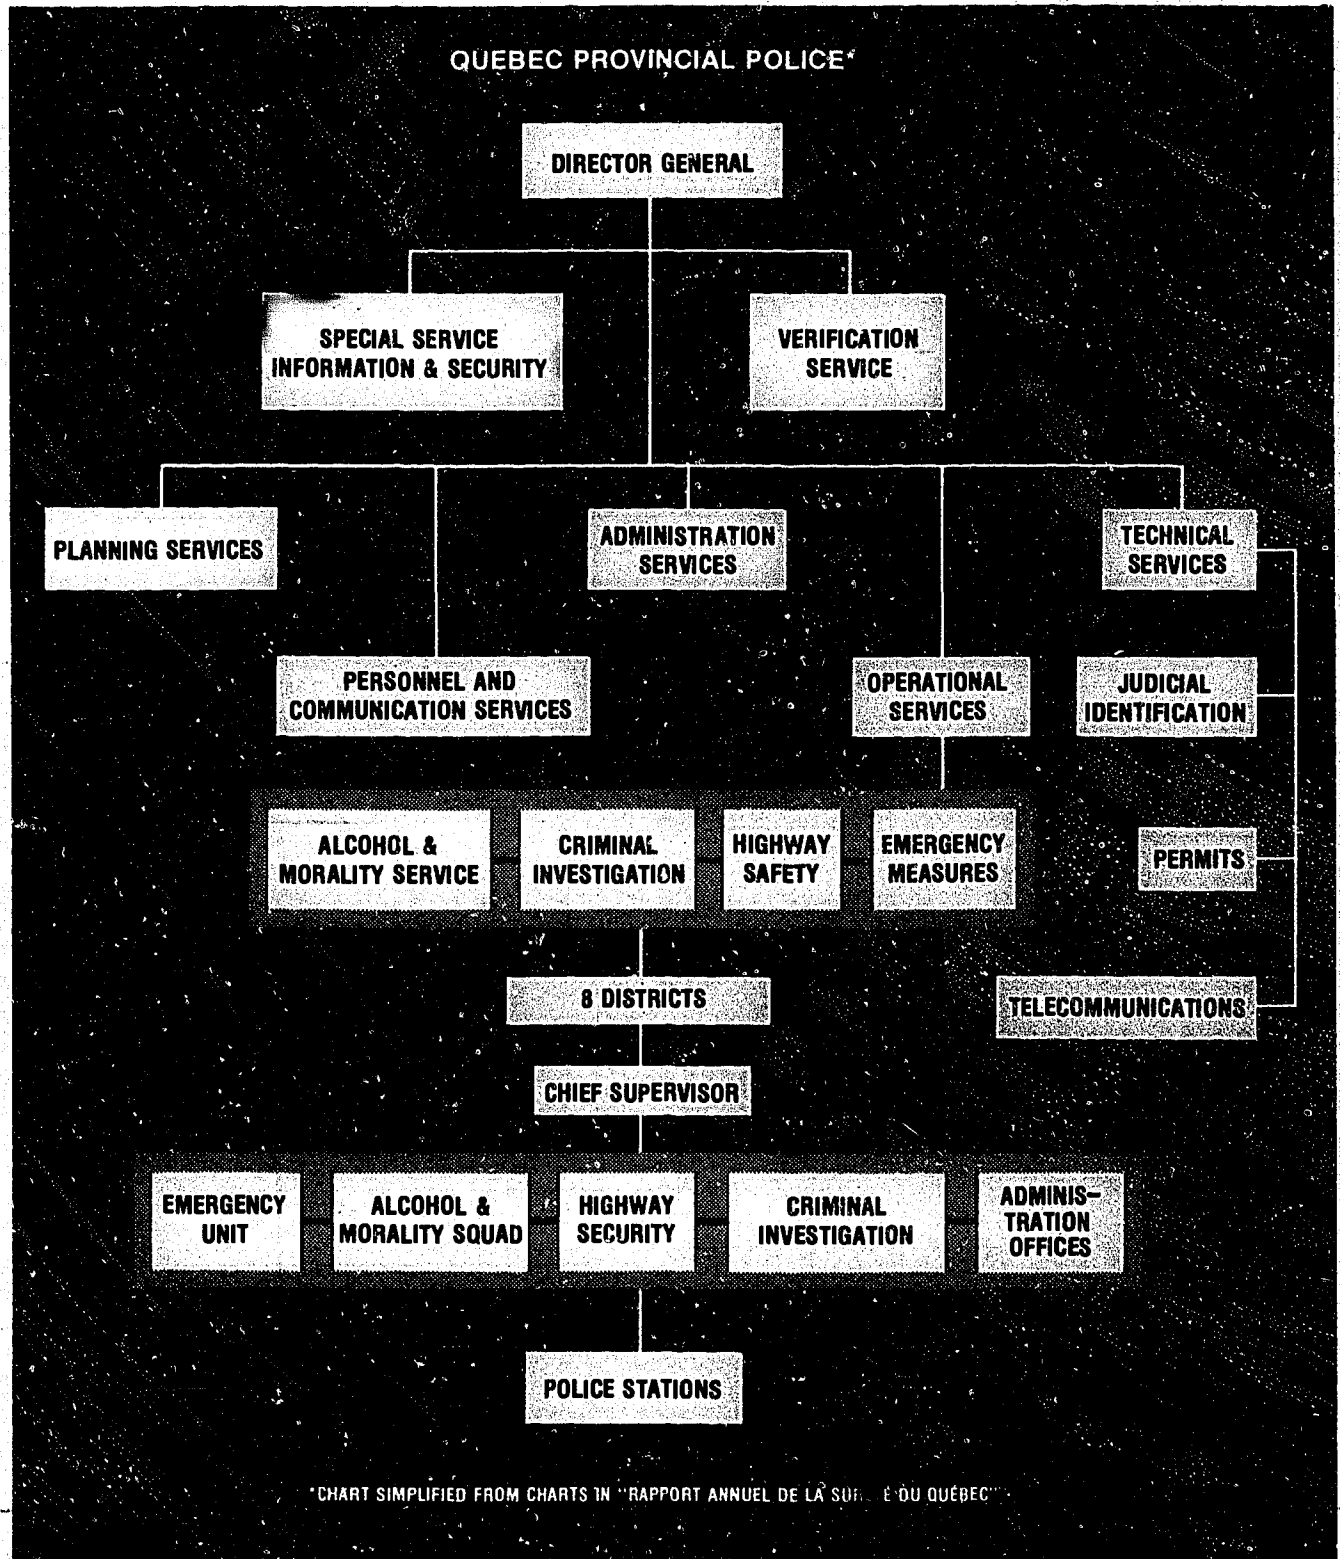 QUEBEC PROVINCIAL POLICE*
DIRECTOR GENERAL
SPECIAL SERVICE
INFORMATION & SECURITY
VERIFICATION
SERVICE
PLANNING SERVICES
ADMINISTRATION
SERVICES
TECHNICAL
SERVICES
PERSONNEL AND
COMMUNICATION SERVICES
OPERATIONAL
SERVICES
JUDICIAL
IDENTIFICATION
ALCOHOL &
MORALITY SERVICE
CRIMINAL
INVESTIGATION
HIGHWAY
SAFETY
EMERGENCY
MEASURES
PERMITS
8 DISTRICTS
TELECOMMUNICATIONS
CHIEF SUPERVISOR
EMERGENCY
UNIT
ALCOHOL &
MORALITY SQUAD
HIGHWAY
SECURITY
CRIMINAL
INVESTIGATION
ADMINIS-
TRATION
OFFICES
POLICE STATIONS
*CHART SIMPLIFIED FROM CHARTS IN "RAPPORT ANNUEL DE LA DU QUÉBEC"